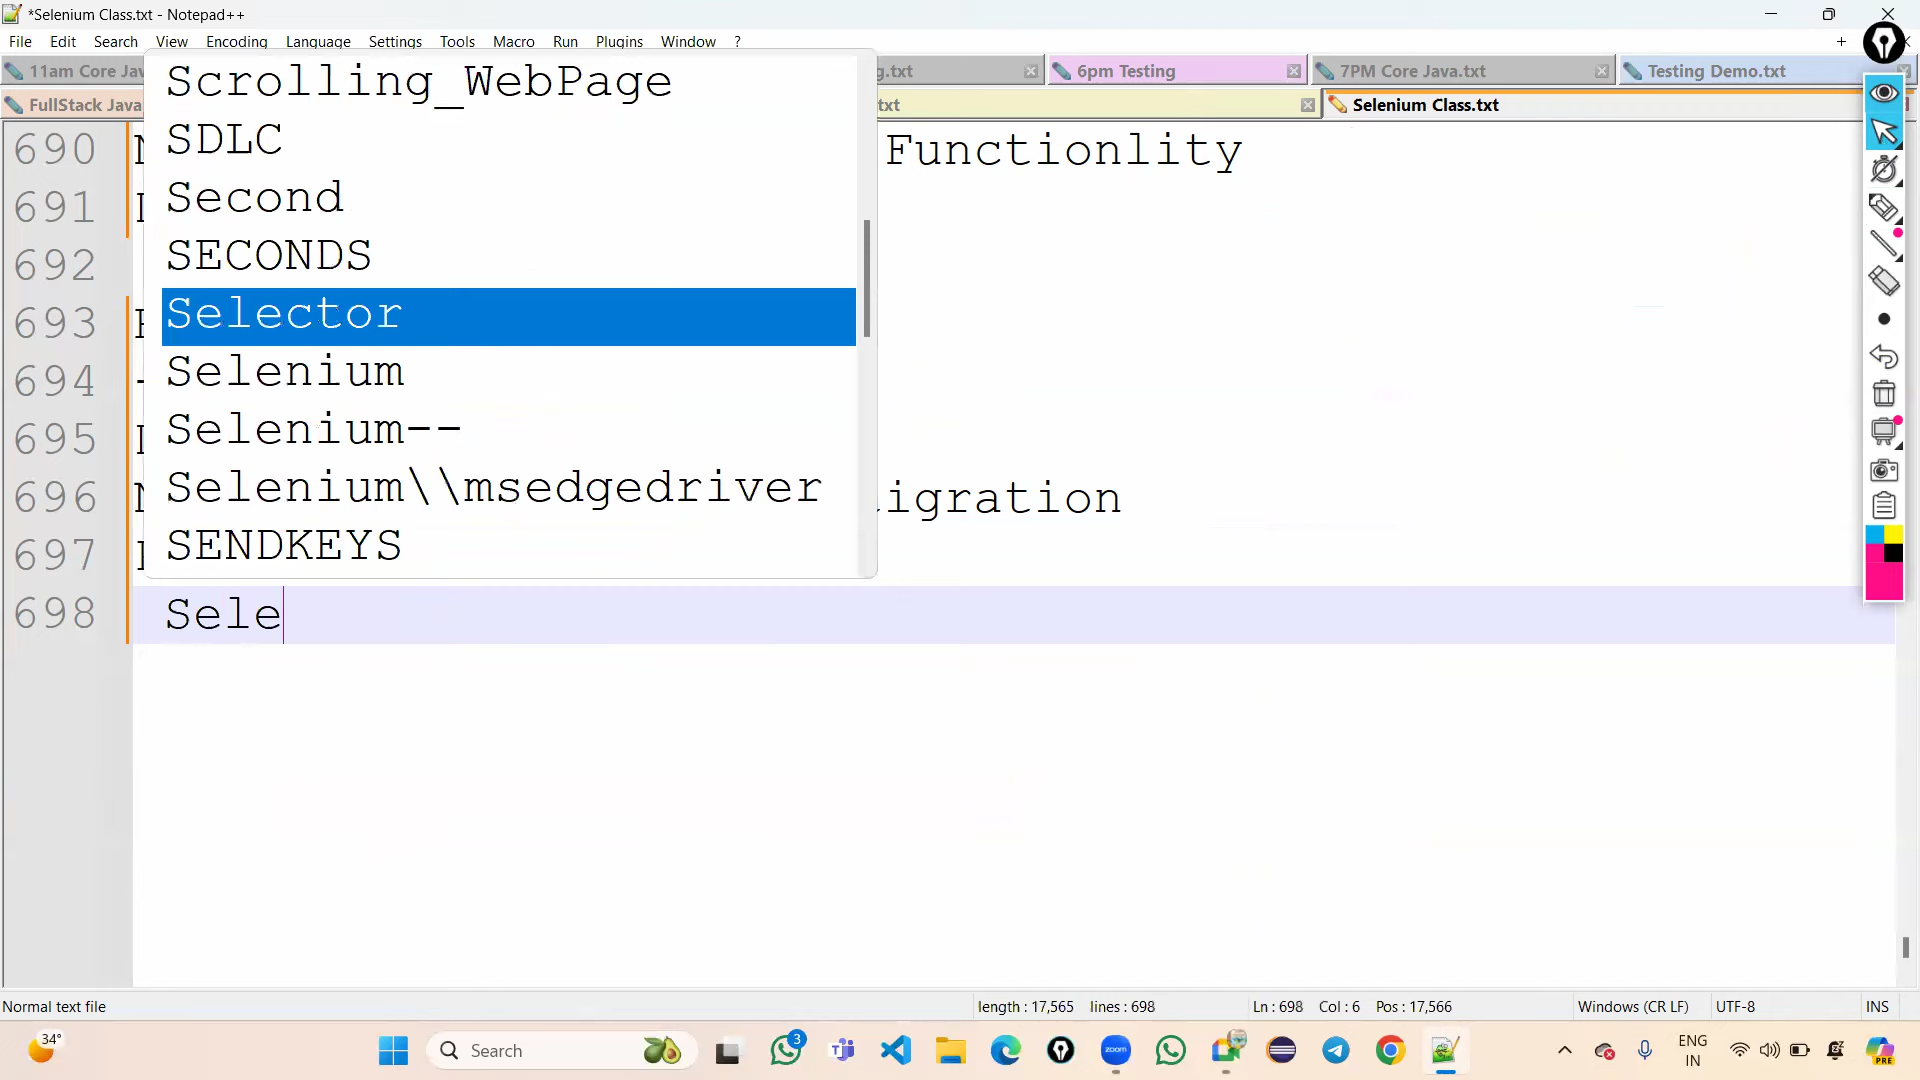 *Selenium Class.txt - Notepad++
File Edit Search View Encoding Language Settings Tools Macro Run Plugins Window ?
11am Core Jav
g.txt
6pm Testing
7PM Core Java.txt
Testing Demo.txt
FullStack Java
txt
Selenium Class.txt
Scrolling_WebPage
SDLC
Second
SECONDS
Selector
Selenium
Selenium--
Selenium\\msedgedriver
SENDKEYS
690 Functionlity
691
692
693
694
695
696 igration
697
698 Sele
Normal text file length : 17,565 lines : 698 Ln : 698 Col : 6 Pos : 17,566 Windows (CR LF) UTF-8 INS
34°
Search
3
zoom
ENG
IN
PRE